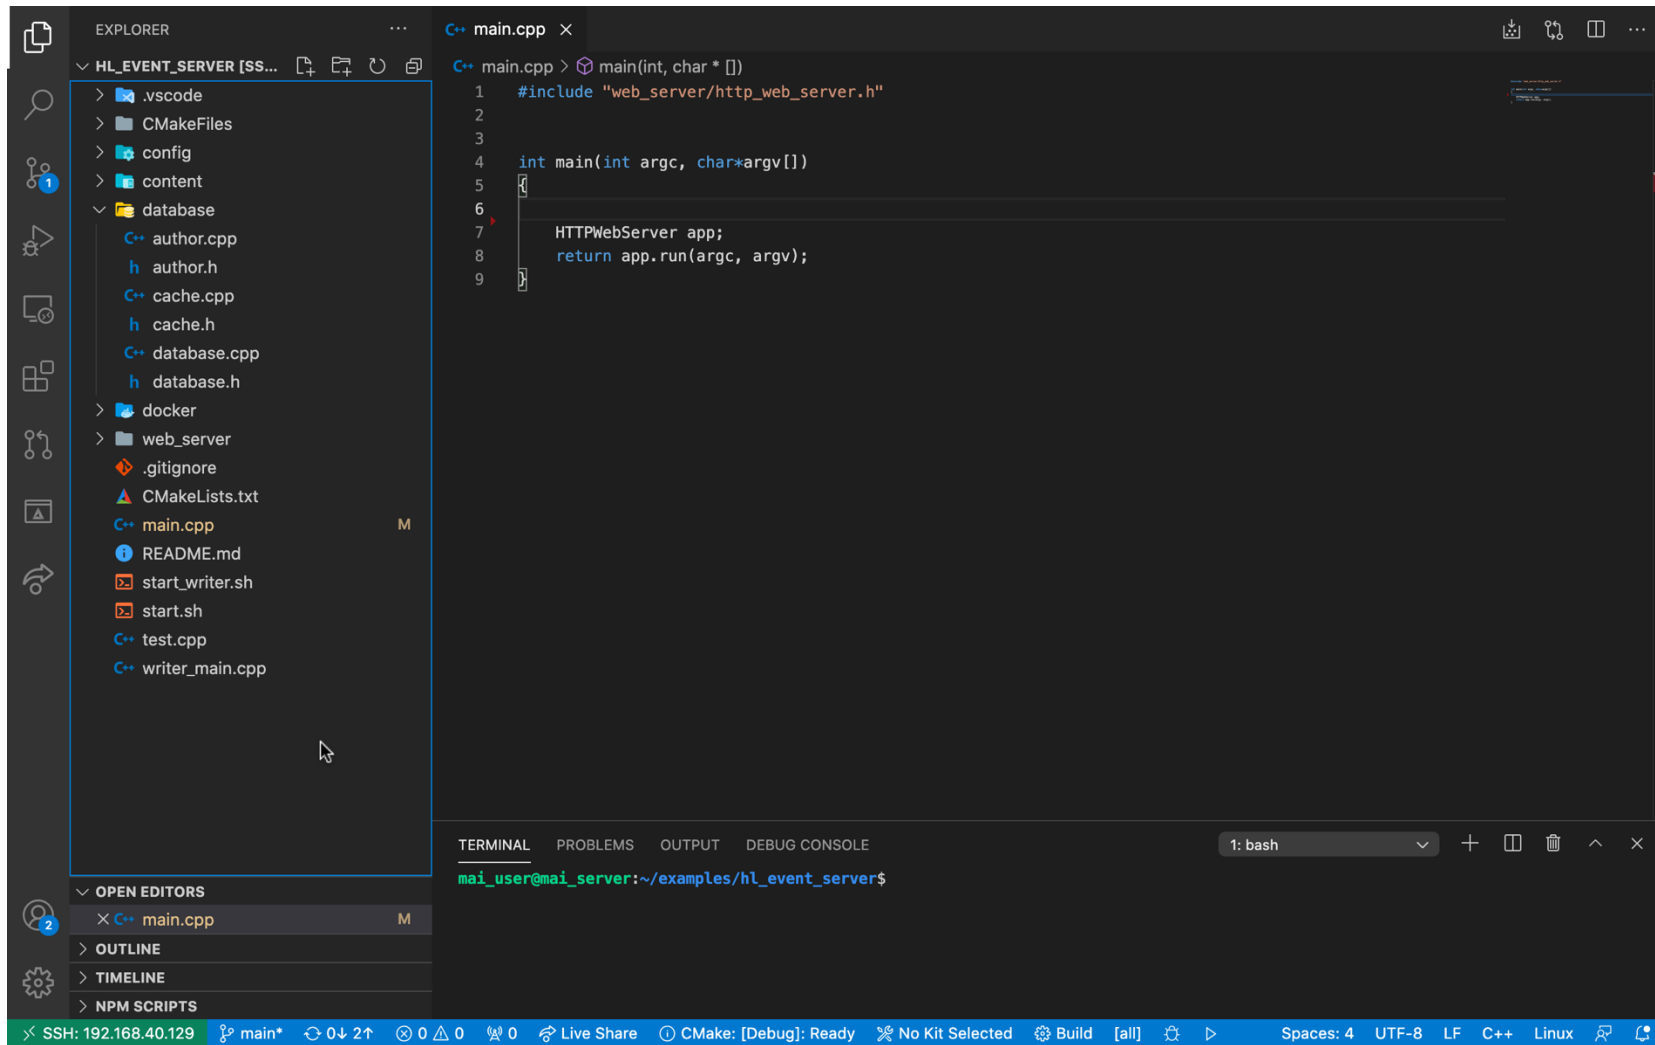 EXPLORER
HL_EVENT_SERVER [SS...
.vscode
CMakeFiles
config
content
database
author.cpp
author.h
cache.cpp
cache.h
database.cpp
database.h
docker
web_server
.gitignore
CMakeLists.txt
main.cpp M
README.md
start_writer.sh
start.sh
test.cpp
writer_main.cpp
OPEN EDITORS
main.cpp M
OUTLINE
TIMELINE
NPM SCRIPTS
1
2
main.cpp
main.cpp > main(int, char * [])
1 #include "web_server/http_web_server.h"
2
3
4 int main(int argc, char*argv[])
5 {
6
7 HTTPWebServer app;
8 return app.run(argc, argv);
9 }
TERMINAL PROBLEMS OUTPUT DEBUG CONSOLE 1: bash
mai_user@mai_server:~/examples/hl_event_server$
SSH: 192.168.40.129 main* 0↓ 2↑ 0 0 0 Live Share CMake: [Debug]: Ready No Kit Selected Build [all] Spaces: 4 UTF-8 LF C++ Linux